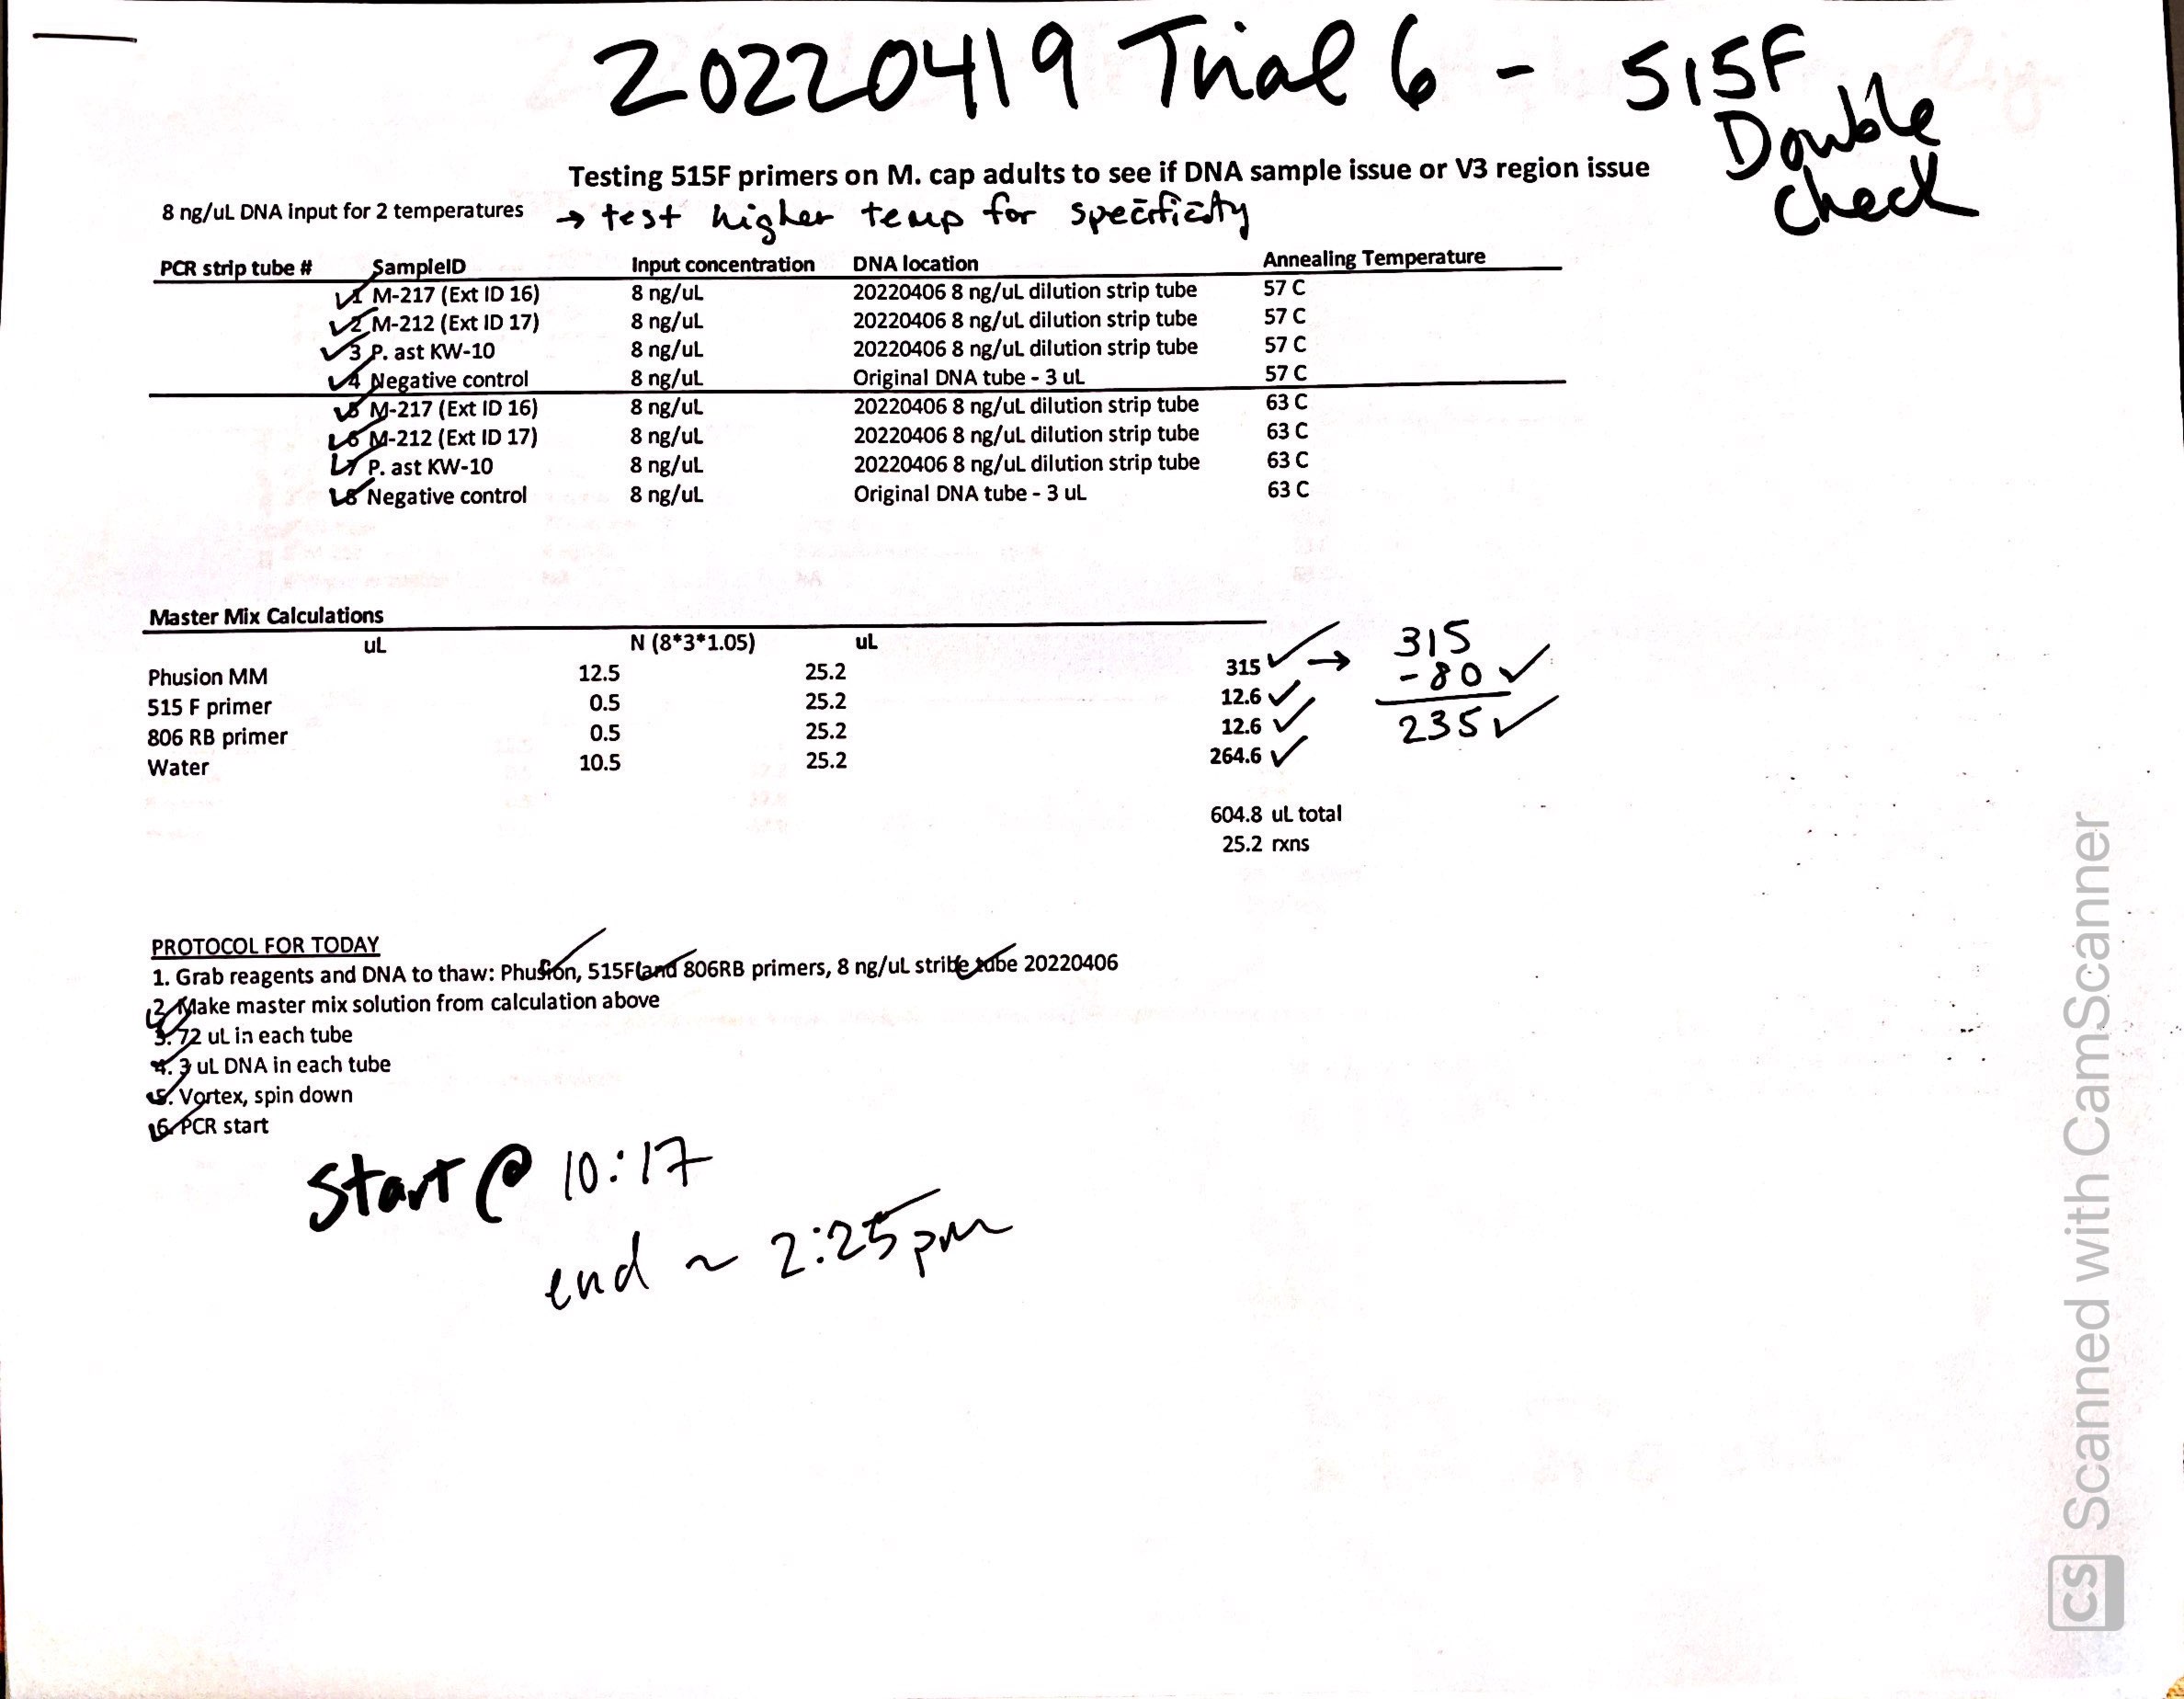 20220419 Trial 6 - 515F
Double
Check
Testing 515F primers on M. cap adults to see if DNA sample issue or V3 region issue
8 ng/uL DNA input for 2 temperatures → test higher temp for specificity
PCR strip tube # SampleID Input concentration DNA location Annealing Temperature
1 M-217 (Ext ID 16) 8 ng/uL 20220406 8 ng/uL dilution strip tube 57 C
2 M-212 (Ext ID 17) 8 ng/uL 20220406 8 ng/uL dilution strip tube 57 C
3 P. ast KW-10 8 ng/uL 20220406 8 ng/uL dilution strip tube 57 C
4 Negative control 8 ng/uL Original DNA tube - 3 uL 57 C
5 M-217 (Ext ID 16) 8 ng/uL 20220406 8 ng/uL dilution strip tube 63 C
6 M-212 (Ext ID 17) 8 ng/uL 20220406 8 ng/uL dilution strip tube 63 C
7 P. ast KW-10 8 ng/uL 20220406 8 ng/uL dilution strip tube 63 C
8 Negative control 8 ng/uL Original DNA tube - 3 uL 63 C
Master Mix Calculations
uL N (8*3*1.05) uL
Phusion MM 12.5 25.2 315 ✓ → 315
515 F primer 0.5 25.2 12.6 ✓ -80 ✓
806 RB primer 0.5 25.2 12.6 ✓ 235 ✓
Water 10.5 25.2 264.6 ✓
604.8 uL total
25.2 rxns
PROTOCOL FOR TODAY
1. Grab reagents and DNA to thaw: Phusion, 515F and 806RB primers, 8 ng/uL stribe tube 20220406
2. Make master mix solution from calculation above
3. 72 uL in each tube
4. 3 uL DNA in each tube
5. Vortex, spin down
6. PCR start
Start @ 10:17
end ~ 2:25pm
CS Scanned with CamScanner